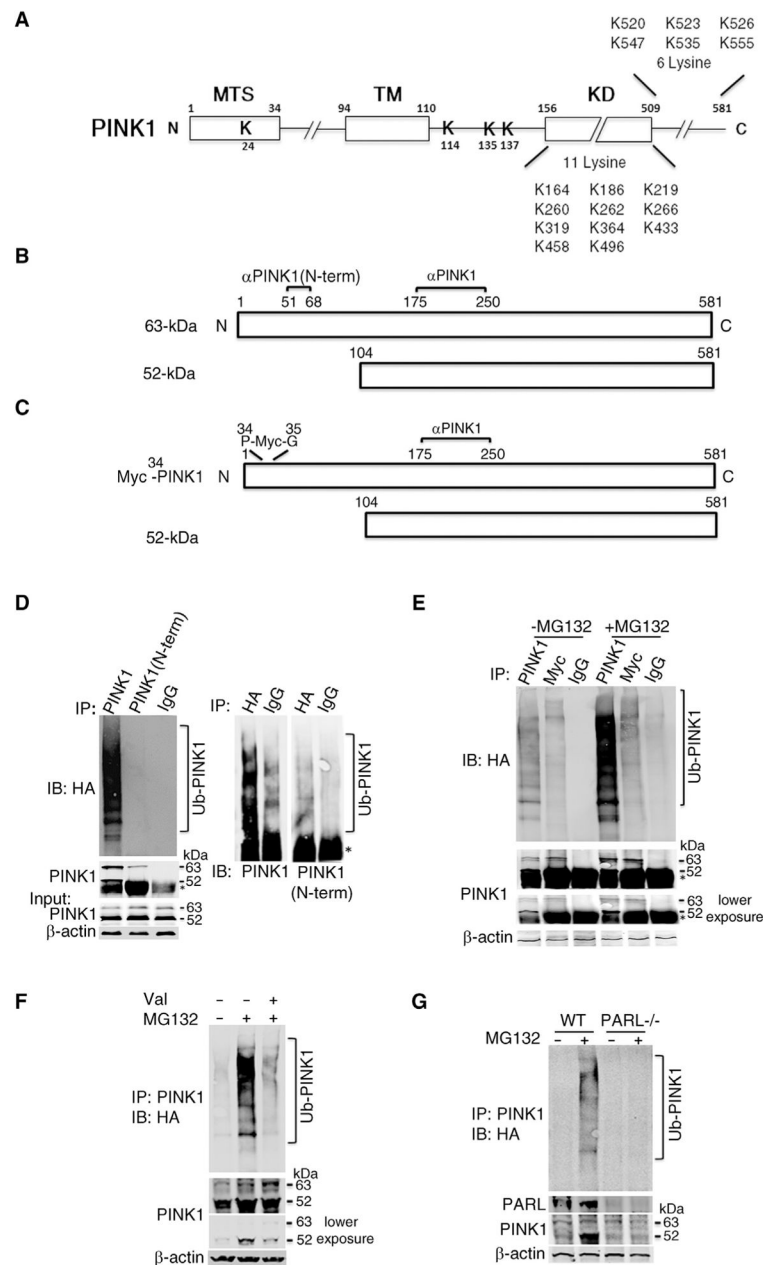 A
K520 K523 K526
K547 K535 K555
6 Lysine
MTS TM KD
1 34 94 110 156 509 581
PINK1 N K K K K C
24 114 135 137
11 Lysine
K164 K186 K219
K260 K262 K266
K319 K364 K433
K458 K496
B
αPINK1(N-term) αPINK1
1 51 68 175 250 581
63-kDa N C
104 581
52-kDa
C
34 35
P-Myc-G αPINK1
1 175 250 581
34
Myc -PINK1 N C
104 581
52-kDa
D
IP: PINK1 PINK1(N-term) IgG
IB: HA
Ub-PINK1
kDa
PINK1 63
52
*
Input:
PINK1 63
52
β-actin
IP: HA IgG HA IgG
Ub-PINK1
*
IB: PINK1 PINK1
(N-term)
E
-MG132 +MG132
IP: PINK1 Myc IgG PINK1 Myc IgG
IB: HA
Ub-PINK1
kDa
63
52
*
PINK1
63 lower
52 exposure
*
β-actin
F
Val – – +
MG132 – + +
IP: PINK1
IB: HA
Ub-PINK1
kDa
63
52
PINK1
63 lower
52 exposure
β-actin
G
WT PARL-/-
MG132 – + – +
IP: PINK1
IB: HA
Ub-PINK1
PARL kDa
PINK1 63
52
β-actin